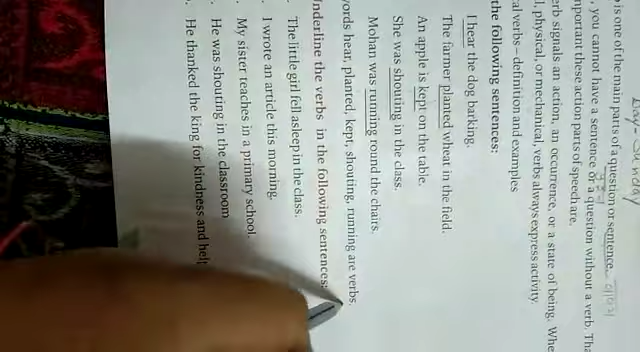 Day Sunday
is one of the main parts of a question or sentence.
, you cannot have a sentence or a question without a verb. Tha
mportant these action parts of speech are.
erb signals an action, an occurrence, or a state of being. Whe
l, physical, or mechanical, verbs always express activity.
al verbs - definition and examples
the following sentences:
I hear the dog barking.
The farmer planted wheat in the field.
An apple is kept on the table.
She was shouting in the class.
Mohan was running round the chairs.
words hear, planted, kept, shouting, running are verbs.
Underline the verbs in the following sentences:
The little girl fell asleep in the class.
I wrote an article this morning.
My sister teaches in a primary school.
He was shouting in the classroom
He thanked the king for kindness and help